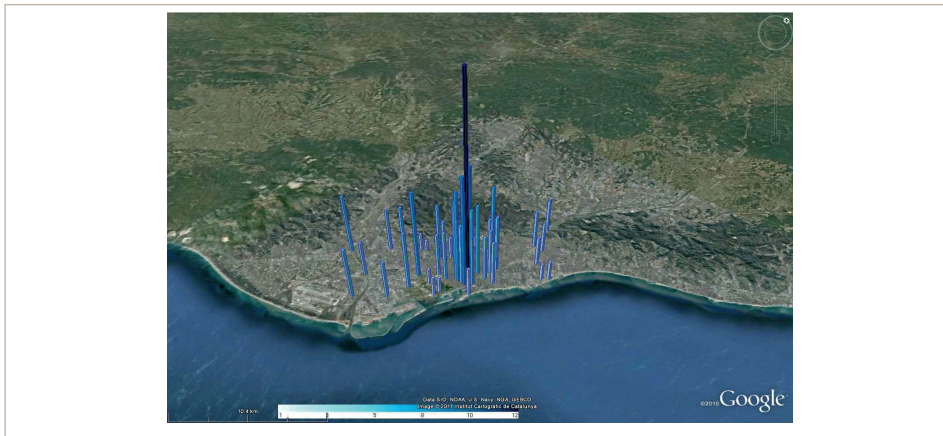 Data SIO, NOAA, U.S. Navy, NGA, GEBCO
Image © 2011 Institut Cartogràfic de Catalunya
10.4 km
1 3 5 8 10 12
©2010 Google